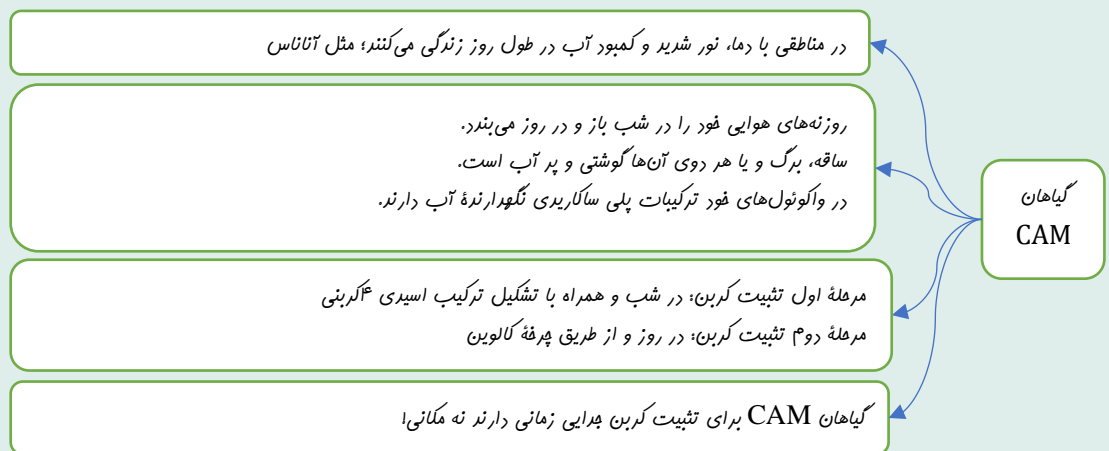 گیاهان
CAM
در مناطقی با دما، نور شدید و کمبود آب در طول روز زندگی می‌کنند؛ مثل آناناس
روزنه‌های هوایی خود را در شب باز و در روز می‌بندد.
ساقه، برگ و یا هر دوی آن‌ها گوشتی و پر آب است.
در واکوئول‌های خود ترکیبات پلی ساکاریدی نگهدارندهٔ آب دارند.
مرحلهٔ اول تثبیت کربن: در شب و همراه با تشکیل ترکیب اسیدی ۴کربنی
مرحلهٔ دوم تثبیت کربن: در روز و از طریق چرخهٔ کالوین
گیاهان CAM برای تثبیت کربن جدایی زمانی دارند نه مکانی!